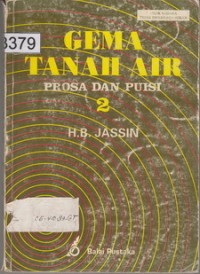 3379
GEMA
TANAH AIR
PROSA DAN PUISI
2
H.B. JASSIN
Balai Pustaka